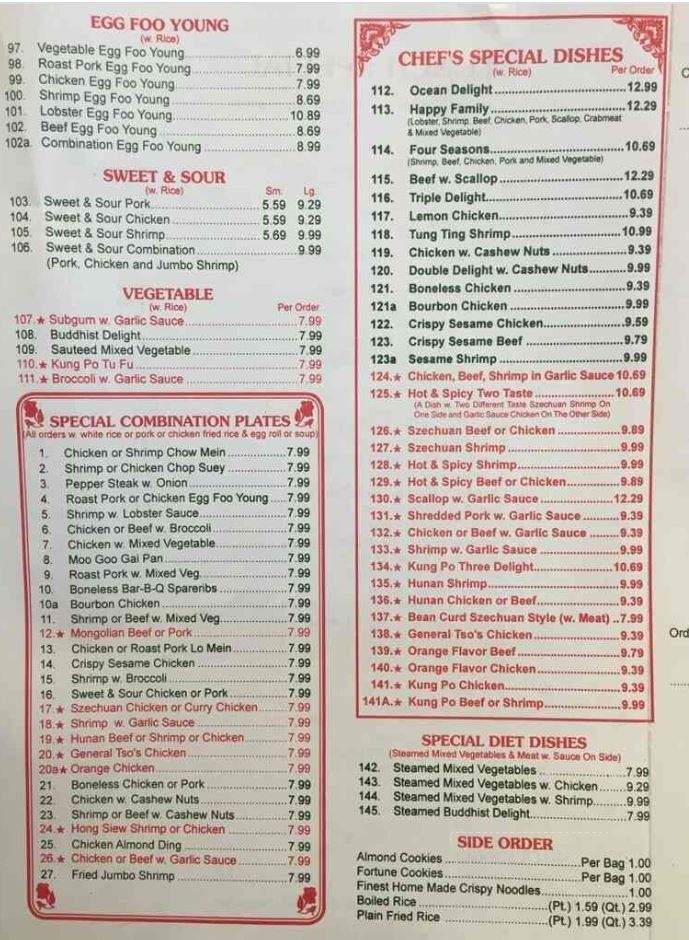 EGG FOO YOUNG
(w. Rice)
97. Vegetable Egg Foo Young 6.99
98. Roast Pork Egg Foo Young 7.99
99. Chicken Egg Foo Young 7.99
100. Shrimp Egg Foo Young 8.69
101. Lobster Egg Foo Young 10.89
102. Beef Egg Foo Young 8.69
102a. Combination Egg Foo Young 8.99
SWEET & SOUR
(w. Rice) Sm. Lg.
103. Sweet & Sour Pork 5.59 9.29
104. Sweet & Sour Chicken 5.59 9.29
105. Sweet & Sour Shrimp 5.69 9.99
106. Sweet & Sour Combination 9.99
(Pork, Chicken and Jumbo Shrimp)
VEGETABLE
(w. Rice) Per Order
107.★ Subgum w. Garlic Sauce 7.99
108. Buddhist Delight 7.99
109. Sauteed Mixed Vegetable 7.99
110.★ Kung Po Tu Fu 7.99
111.★ Broccoli w. Garlic Sauce 7.99
SPECIAL COMBINATION PLATES
(All orders w. white rice or pork or chicken fried rice & egg roll or soup)
1. Chicken or Shrimp Chow Mein 7.99
2. Shrimp or Chicken Chop Suey 7.99
3. Pepper Steak w. Onion 7.99
4. Roast Pork or Chicken Egg Foo Young 7.99
5. Shrimp w. Lobster Sauce 7.99
6. Chicken or Beef w. Broccoli 7.99
7. Chicken w. Mixed Vegetable 7.99
8. Moo Goo Gai Pan 7.99
9. Roast Pork w. Mixed Veg. 7.99
10. Boneless Bar-B-Q Spareribs 7.99
10a Bourbon Chicken 7.99
11. Shrimp or Beef w. Mixed Veg. 7.99
12.★ Mongolian Beef or Pork 7.99
13. Chicken or Roast Pork Lo Mein 7.99
14. Crispy Sesame Chicken 7.99
15. Shrimp w. Broccoli 7.99
16. Sweet & Sour Chicken or Pork 7.99
17.★ Szechuan Chicken or Curry Chicken 7.99
18.★ Shrimp w. Garlic Sauce 7.99
19.★ Hunan Beef or Shrimp or Chicken 7.99
20.★ General Tso's Chicken 7.99
20a★ Orange Chicken 7.99
21. Boneless Chicken or Pork 7.99
22. Chicken w. Cashew Nuts 7.99
23. Shrimp or Beef w. Cashew Nuts 7.99
24.★ Hong Siew Shrimp or Chicken 7.99
25. Chicken Almond Ding 7.99
26.★ Chicken or Beef w. Garlic Sauce 7.99
27. Fried Jumbo Shrimp 7.99
CHEF'S SPECIAL DISHES
(w. Rice) Per Order
112. Ocean Delight 12.99
113. Happy Family 12.29
(Lobster, Shrimp, Beef, Chicken, Pork, Scallop, Crabmeat
& Mixed Vegetable)
114. Four Seasons 10.69
(Shrimp, Beef, Chicken, Pork and Mixed Vegetable)
115. Beef w. Scallop 12.29
116. Triple Delight 10.69
117. Lemon Chicken 9.39
118. Tung Ting Shrimp 10.99
119. Chicken w. Cashew Nuts 9.39
120. Double Delight w. Cashew Nuts 9.99
121. Boneless Chicken 9.39
121a Bourbon Chicken 9.99
122. Crispy Sesame Chicken 9.59
123. Crispy Sesame Beef 9.79
123a Sesame Shrimp 9.99
124.★ Chicken, Beef, Shrimp in Garlic Sauce 10.69
125.★ Hot & Spicy Two Taste 10.69
(A Dish w. Two Different Taste Szechuan Shrimp On
One Side and Garlic Sauce Chicken On The Other Side)
126.★ Szechuan Beef or Chicken 9.89
127.★ Szechuan Shrimp 9.99
128.★ Hot & Spicy Shrimp 9.99
129.★ Hot & Spicy Beef or Chicken 9.89
130.★ Scallop w. Garlic Sauce 12.29
131.★ Shredded Pork w. Garlic Sauce 9.39
132.★ Chicken or Beef w. Garlic Sauce 9.39
133.★ Shrimp w. Garlic Sauce 9.99
134.★ Kung Po Three Delight 10.69
135.★ Hunan Shrimp 9.99
136.★ Hunan Chicken or Beef 9.39
137.★ Bean Curd Szechuan Style (w. Meat) 7.99
138.★ General Tso's Chicken 9.39
139.★ Orange Flavor Beef 9.79
140.★ Orange Flavor Chicken 9.39
141.★ Kung Po Chicken 9.39
141A.★ Kung Po Beef or Shrimp 9.99
SPECIAL DIET DISHES
(Steamed Mixed Vegetables & Meat w. Sauce On Side)
142. Steamed Mixed Vegetables 7.99
143. Steamed Mixed Vegetables w. Chicken 9.29
144. Steamed Mixed Vegetables w. Shrimp 9.99
145. Steamed Buddhist Delight 7.99
SIDE ORDER
Almond Cookies Per Bag 1.00
Fortune Cookies Per Bag 1.00
Finest Home Made Crispy Noodles 1.00
Boiled Rice (Pt.) 1.59 (Qt.) 2.99
Plain Fried Rice (Pt.) 1.99 (Qt.) 3.39
Ord